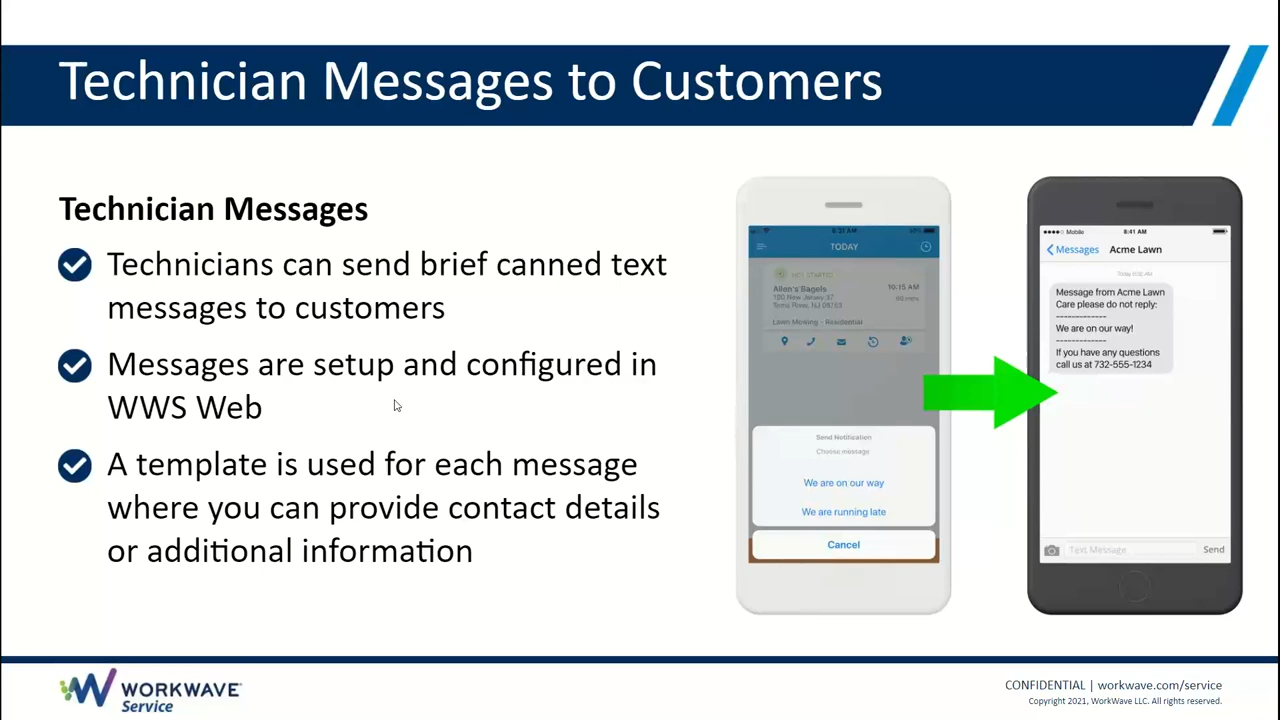 Technician Messages to Customers
Technician Messages
Technicians can send brief canned text
messages to customers
Messages are setup and configured in
WWS Web
A template is used for each message
where you can provide contact details
or additional information
TODAY
Allen's Bagels
10:15 AM
Lawn Mowing - Residential
Send Notification
Choose message
We are on our way
We are running late
Cancel
Mobile
8:41 AM
Messages
Acme Lawn
Message from Acme Lawn
Care please do not reply:
-------------
We are on our way!
-------------
If you have any questions
call us at 732-555-1234
Text Message
Send
WORKWAVE
Service
CONFIDENTIAL | workwave.com/service
Copyright 2021, WorkWave LLC. All rights reserved.